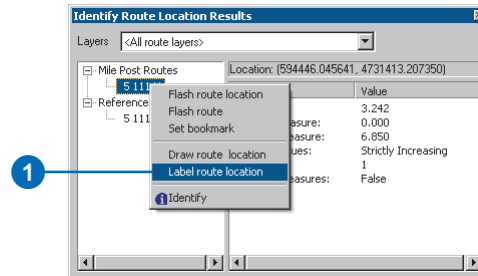 Identify Route Location Results
Layers <All route layers>
Mile Post Routes
5 111
Reference
5 111
Location: (594446.045641, 4731413.207350)
Value
3.242
easure: 0.000
easure: 6.850
ues: Strictly Increasing
1
easures: False
Flash route location
Flash route
Set bookmark
Draw route location
Label route location
Identify
1